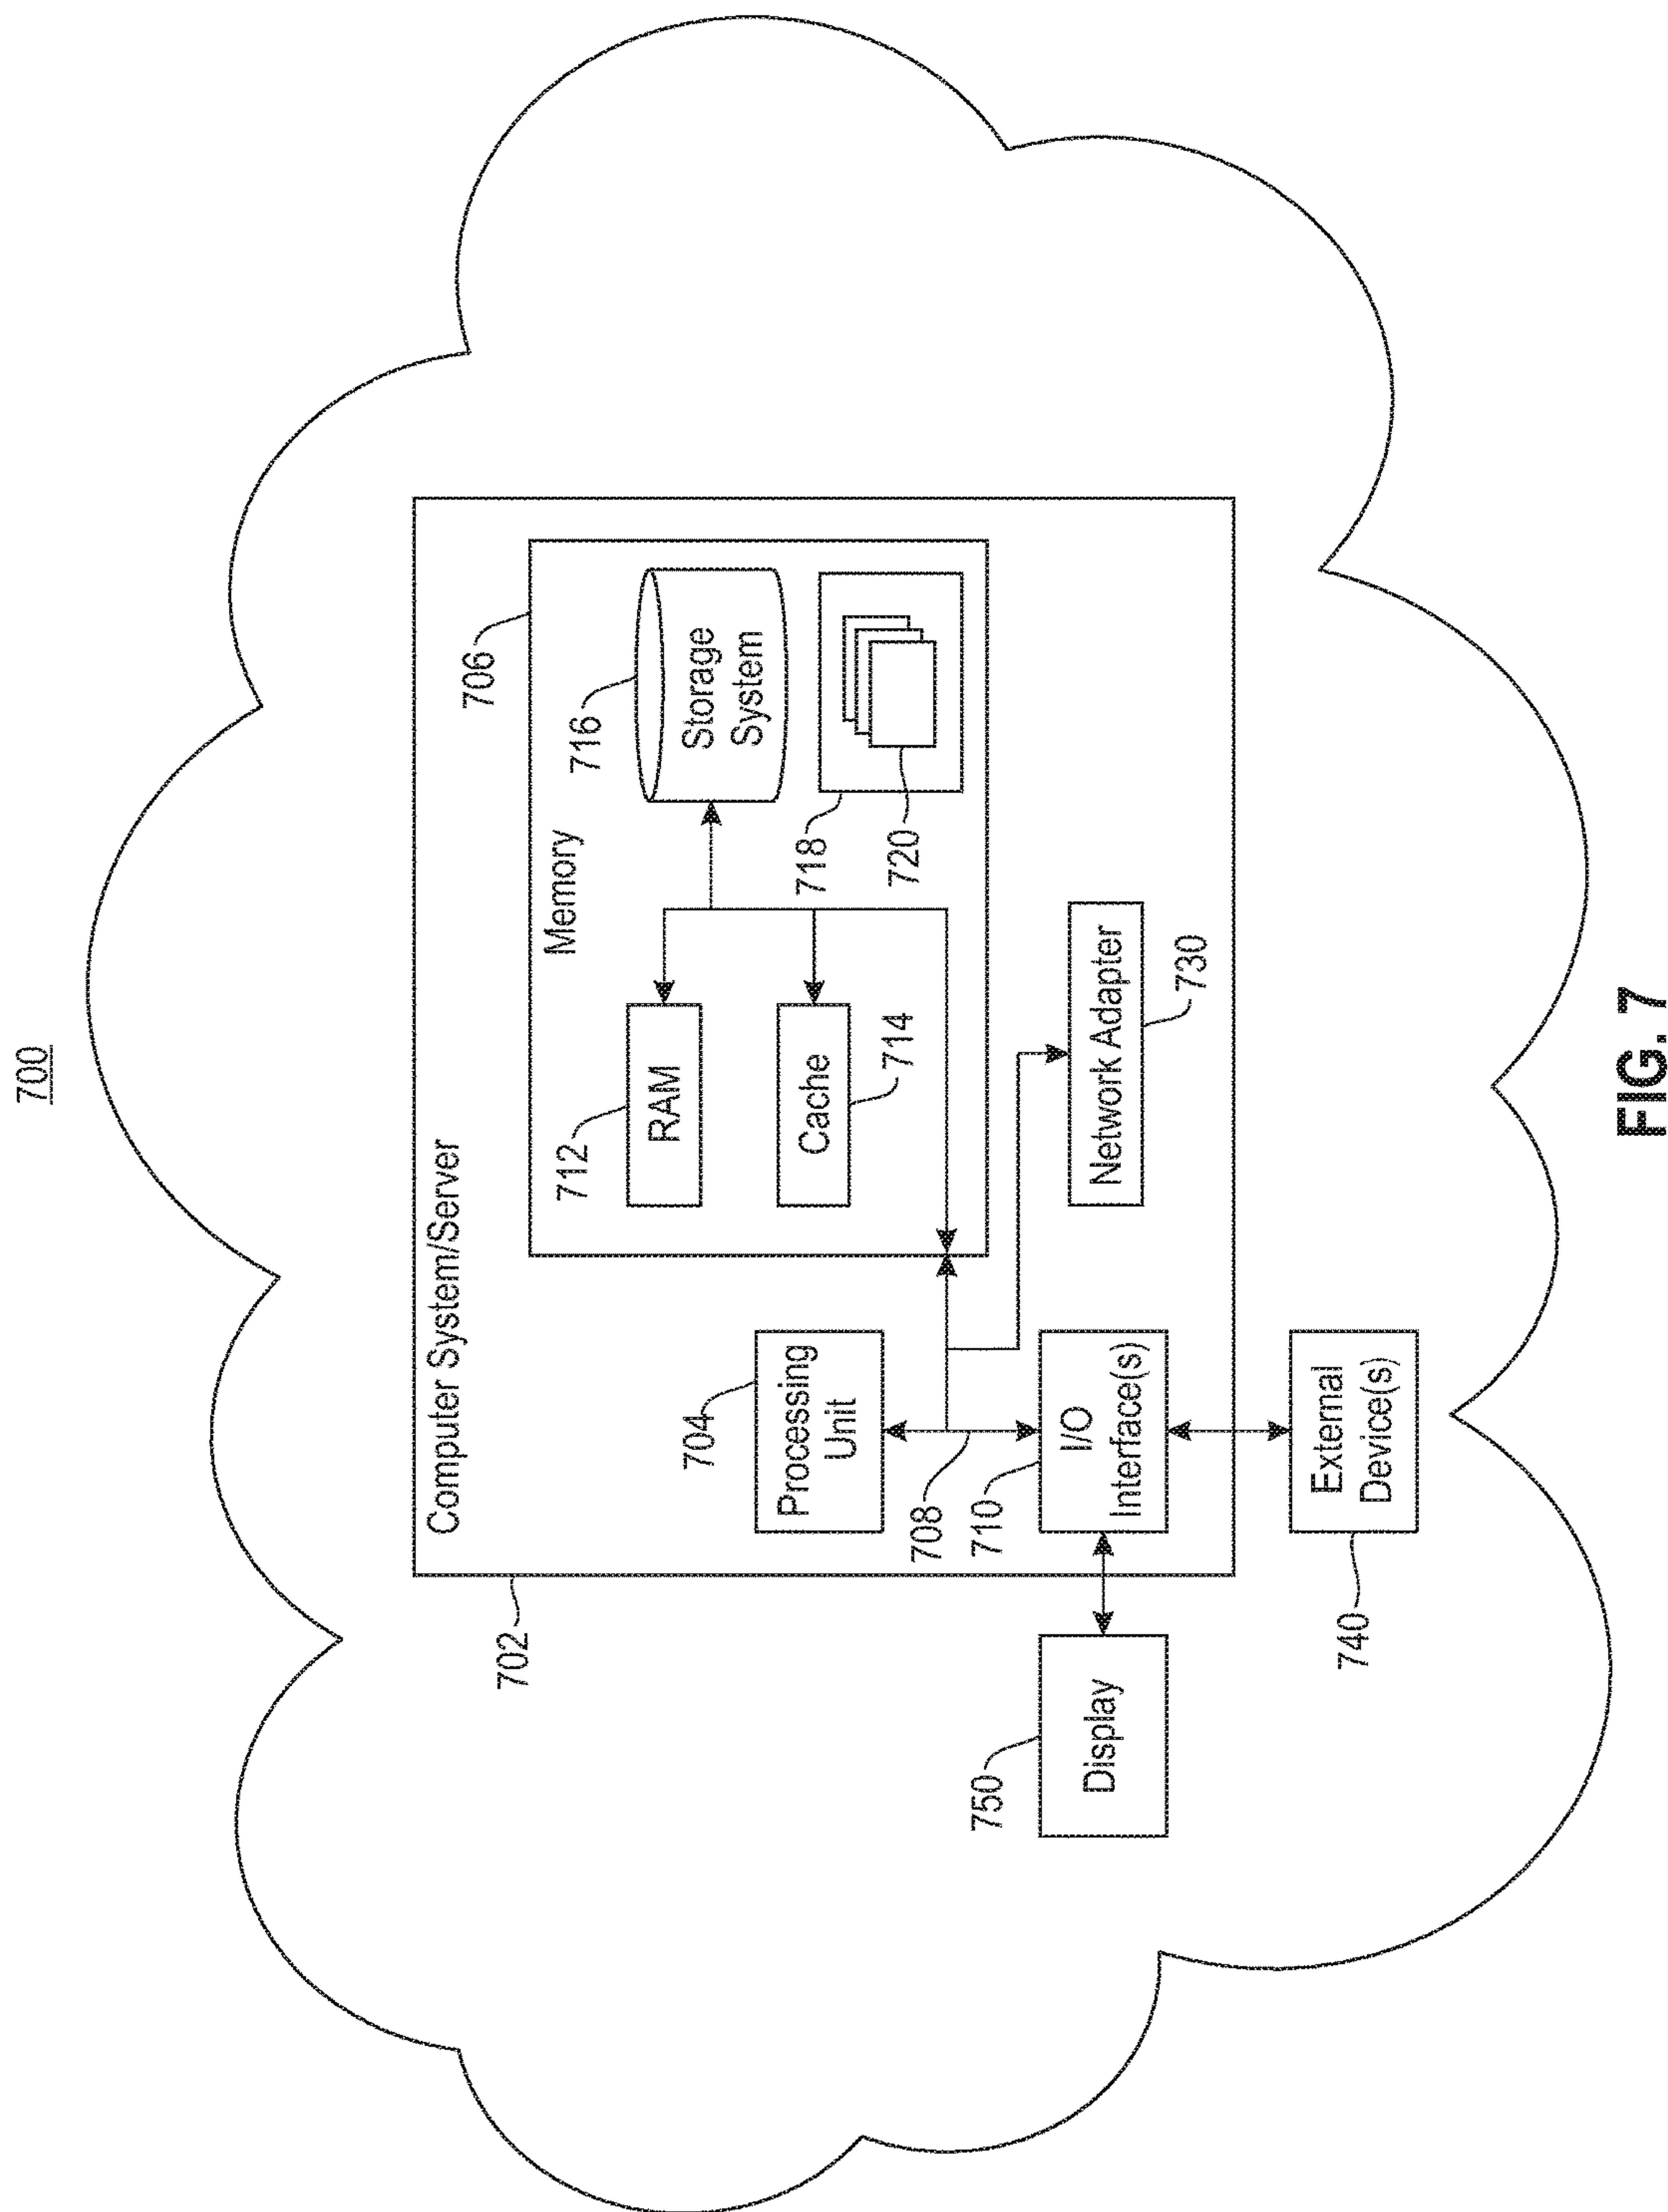 700
Computer System/Server
702
706
Memory
716
Storage
System
712
RAM
704
Processing
Unit
718
720
Cache
714
708
710
I/O
Interface(s)
750
Display
Network Adapter
730
External
Device(s)
740
FIG. 7